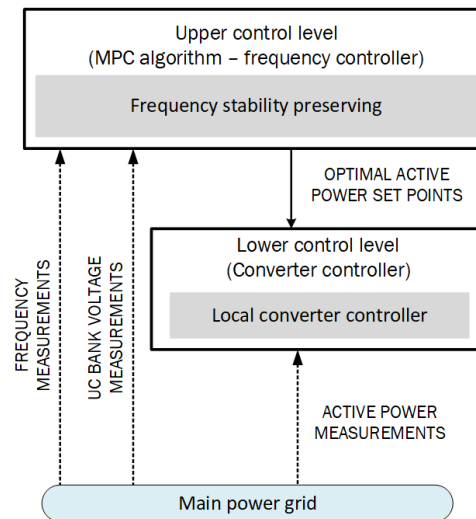 Upper control level
(MPC algorithm – frequency controller)
Frequency stability preserving
OPTIMAL ACTIVE
POWER SET POINTS
Lower control level
(Converter controller)
Local converter controller
FREQUENCY
MEASUREMENTS
UC BANK VOLTAGE
MEASUREMENTS
ACTIVE POWER
MEASUREMENTS
Main power grid